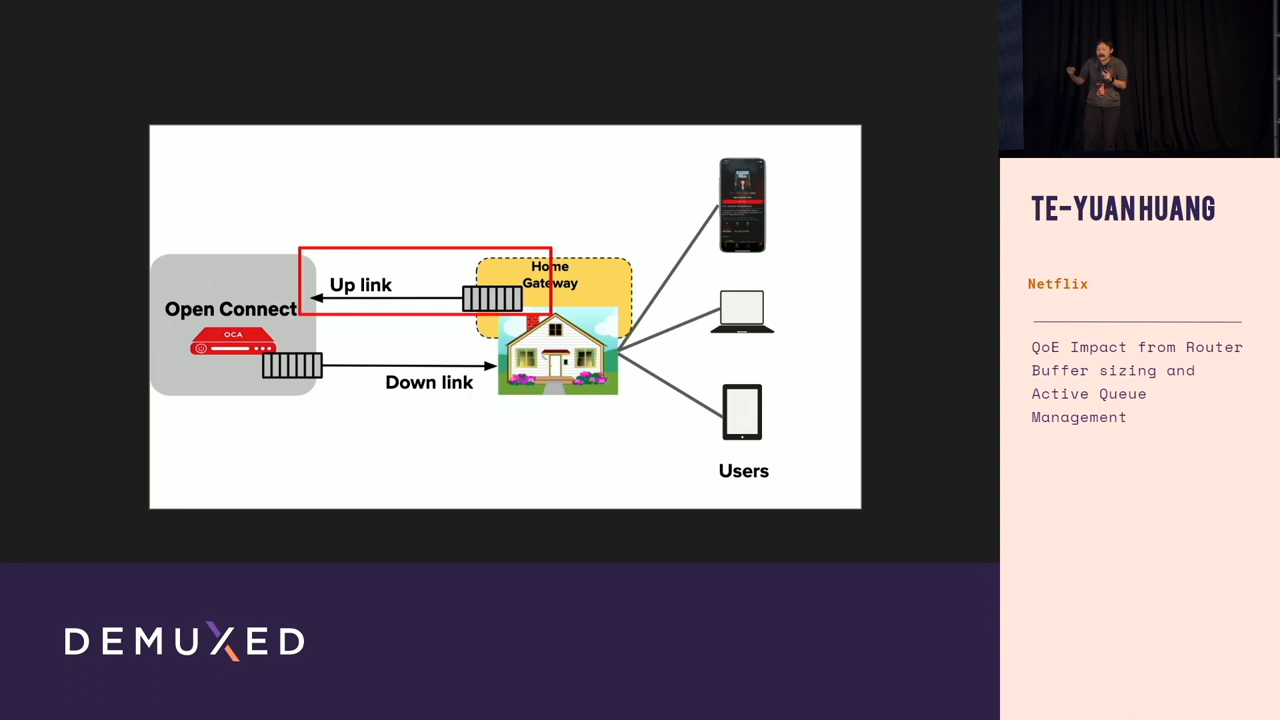 Home
Gateway
Up link
Open Connect
OCA
Down link
Users
TE-YUAN HUANG
Netflix
QoE Impact from Router
Buffer sizing and
Active Queue
Management
DEMUXED